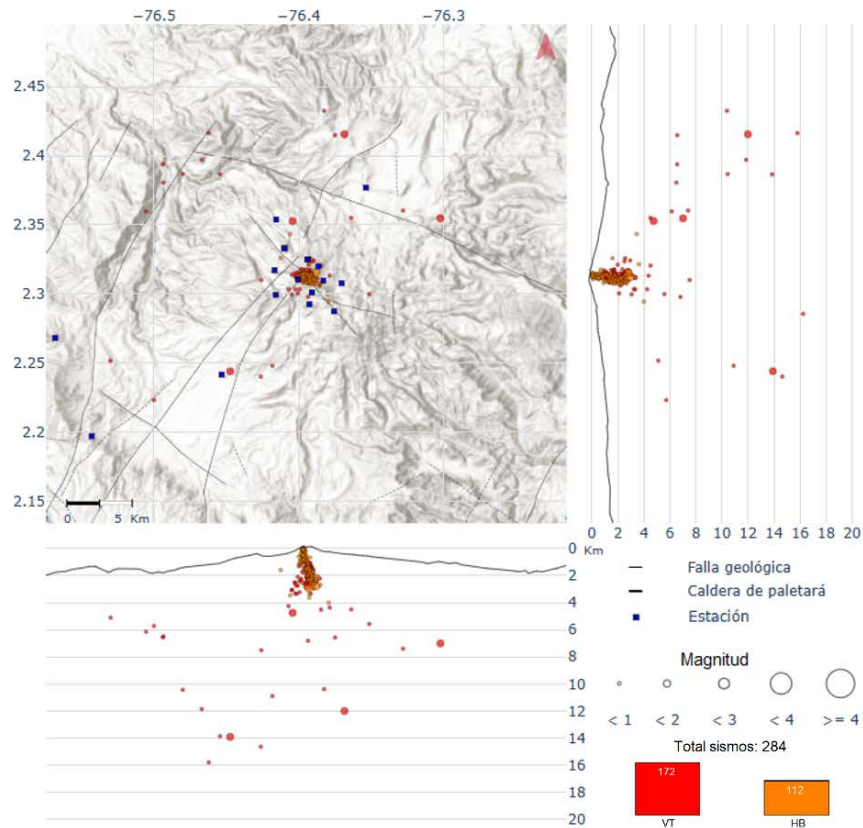 −76.5 −76.4 −76.3
2.45
2.4
2.35
2.3
2.25
2.2
2.15
0 5 Km
0 2 4 6 8 10 12 14 16 18 20
Km
0
2
4
6
8
10
12
14
16
18
20
Falla geológica
Caldera de paletará
Estación
Magnitud
< 1 < 2 < 3 < 4 >= 4
Total sismos: 284
172
112
VT HB